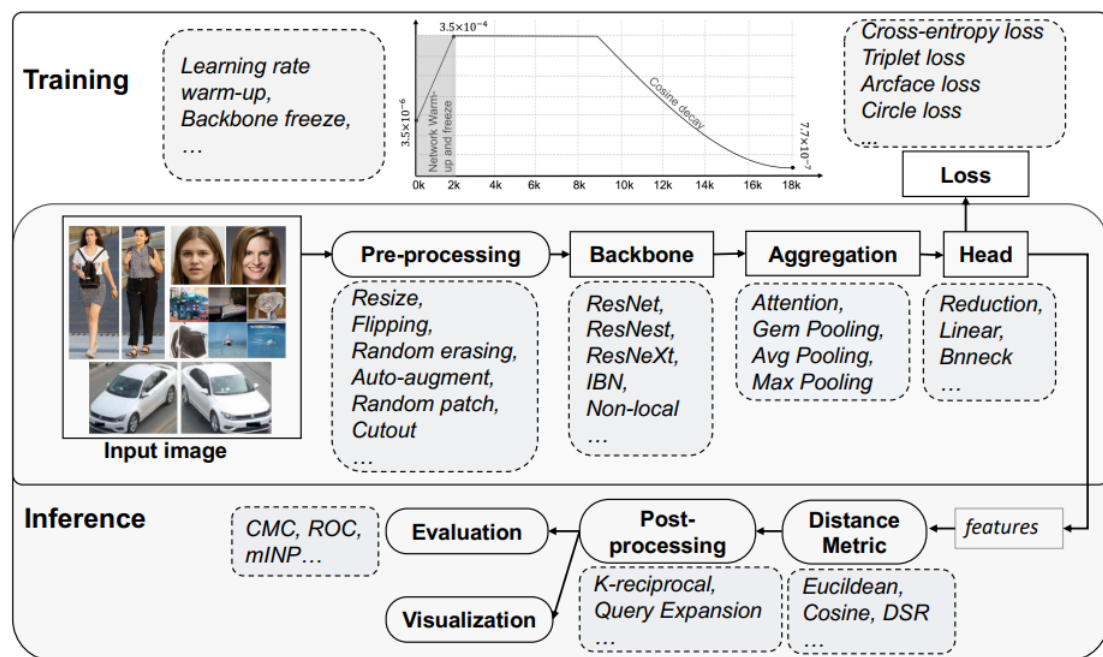 Training
Learning rate
warm-up,
Backbone freeze,
…
3.5×10⁻⁴
3.5×10⁻⁶
Network Warm-
up and freeze
Cosine decay
7.7×10⁻⁷
0k 2k 4k 6k 8k 10k 12k 14k 16k 18k
Cross-entropy loss
Triplet loss
Arcface loss
Circle loss
...
Loss
Input image
Pre-processing
Resize,
Flipping,
Random erasing,
Auto-augment,
Random patch,
Cutout
…
Backbone
ResNet,
ResNest,
ResNeXt,
IBN,
Non-local
…
Aggregation
Attention,
Gem Pooling,
Avg Pooling,
Max Pooling
Head
Reduction,
Linear,
Bnneck
…
Inference
CMC, ROC,
mINP…
Evaluation
Visualization
Post-
processing
K-reciprocal,
Query Expansion
…
Distance
Metric
Eucildean,
Cosine, DSR
…
features